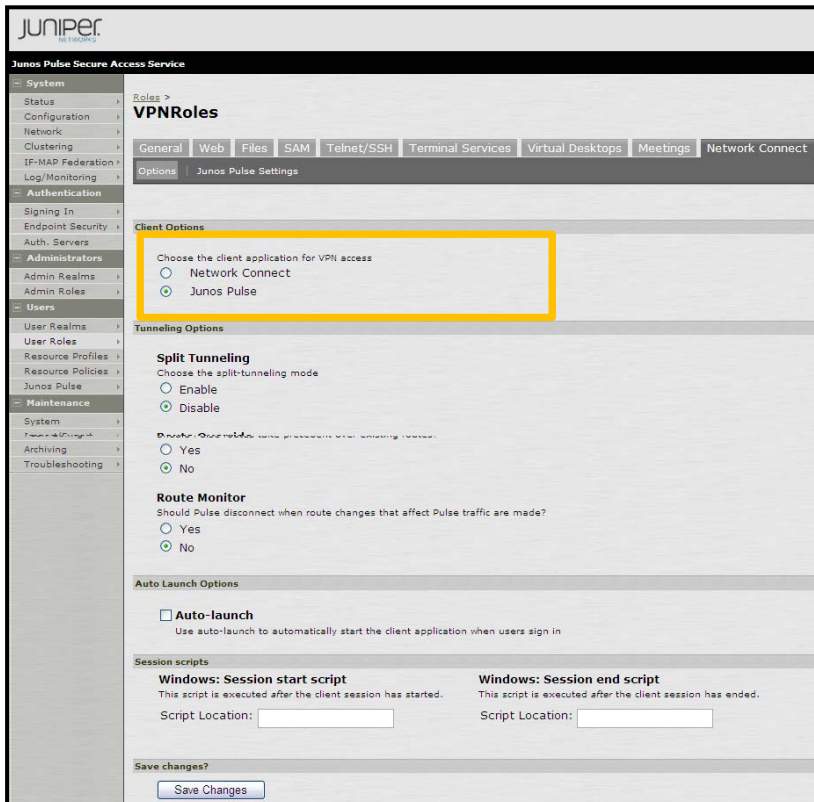 JUNIPER
NETWORKS
Junos Pulse Secure Access Service
System
Status
Configuration
Network
Clustering
IF-MAP Federation
Log/Monitoring
Authentication
Signing In
Endpoint Security
Auth. Servers
Administrators
Admin Realms
Admin Roles
Users
User Realms
User Roles
Resource Profiles
Resource Policies
Junos Pulse
Maintenance
System
Archiving
Troubleshooting
Roles >
VPNRoles
General Web Files SAM Telnet/SSH Terminal Services Virtual Desktops Meetings Network Connect
Options | Junos Pulse Settings
Client Options
Choose the client application for VPN access
Network Connect
Junos Pulse
Tunneling Options
Split Tunneling
Choose the split-tunneling mode
Enable
Disable
precedent over existing routes?
Yes
No
Route Monitor
Should Pulse disconnect when route changes that affect Pulse traffic are made?
Yes
No
Auto Launch Options
Auto-launch
Use auto-launch to automatically start the client application when users sign in
Session scripts
Windows: Session start script
This script is executed after the client session has started.
Script Location:
Windows: Session end script
This script is executed after the client session has ended.
Script Location:
Save changes?
Save Changes